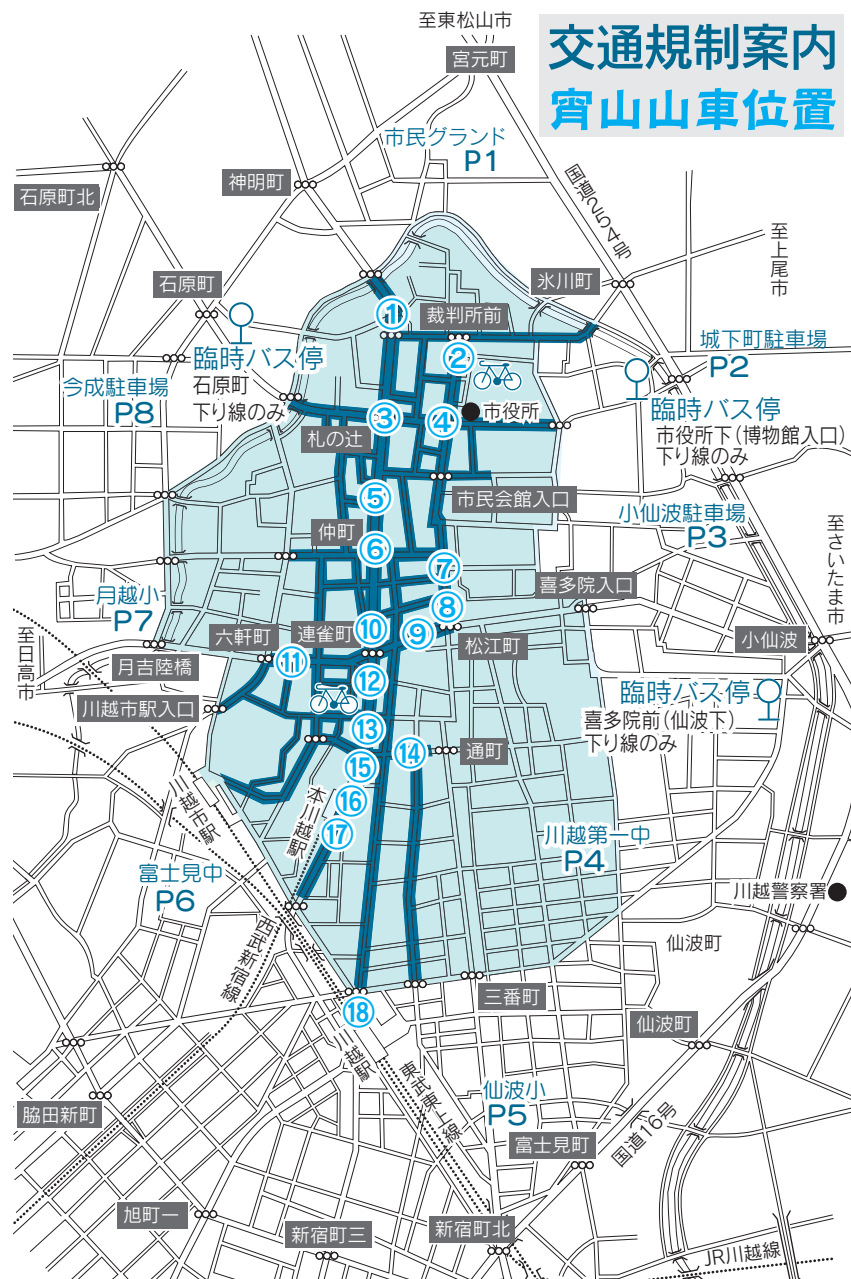 至東松山市
交通規制案内
宵山山車位置
宮元町
市民グランド
P1
国道254号
神明町
石原町北
至上尾市
氷川町
石原町
①
裁判所前
②
城下町駐車場
P2
臨時バス停
石原町
下り線のみ
今成駐車場
P8
臨時バス停
市役所下(博物館入口)
下り線のみ
③
④
市役所
札の辻
⑤
市民会館入口
小仙波駐車場
P3
至さいたま市
仲町
⑥
⑦
喜多院入口
月越小
P7
⑧
至日高市
六軒町
連雀町
⑩
⑨
松江町
小仙波
月吉陸橋
⑪
⑫
臨時バス停
喜多院前(仙波下)
下り線のみ
川越市駅入口
⑬
⑭
通町
⑮
川越市駅
本川越駅
⑯
⑰
川越第一中
P4
富士見中
P6
川越警察署
西武新宿線
仙波町
三番町
⑱
仙波町
川越駅
東武東上線
仙波小
P5
脇田新町
国道16号
富士見町
旭町一
新宿町三
新宿町北
JR川越線